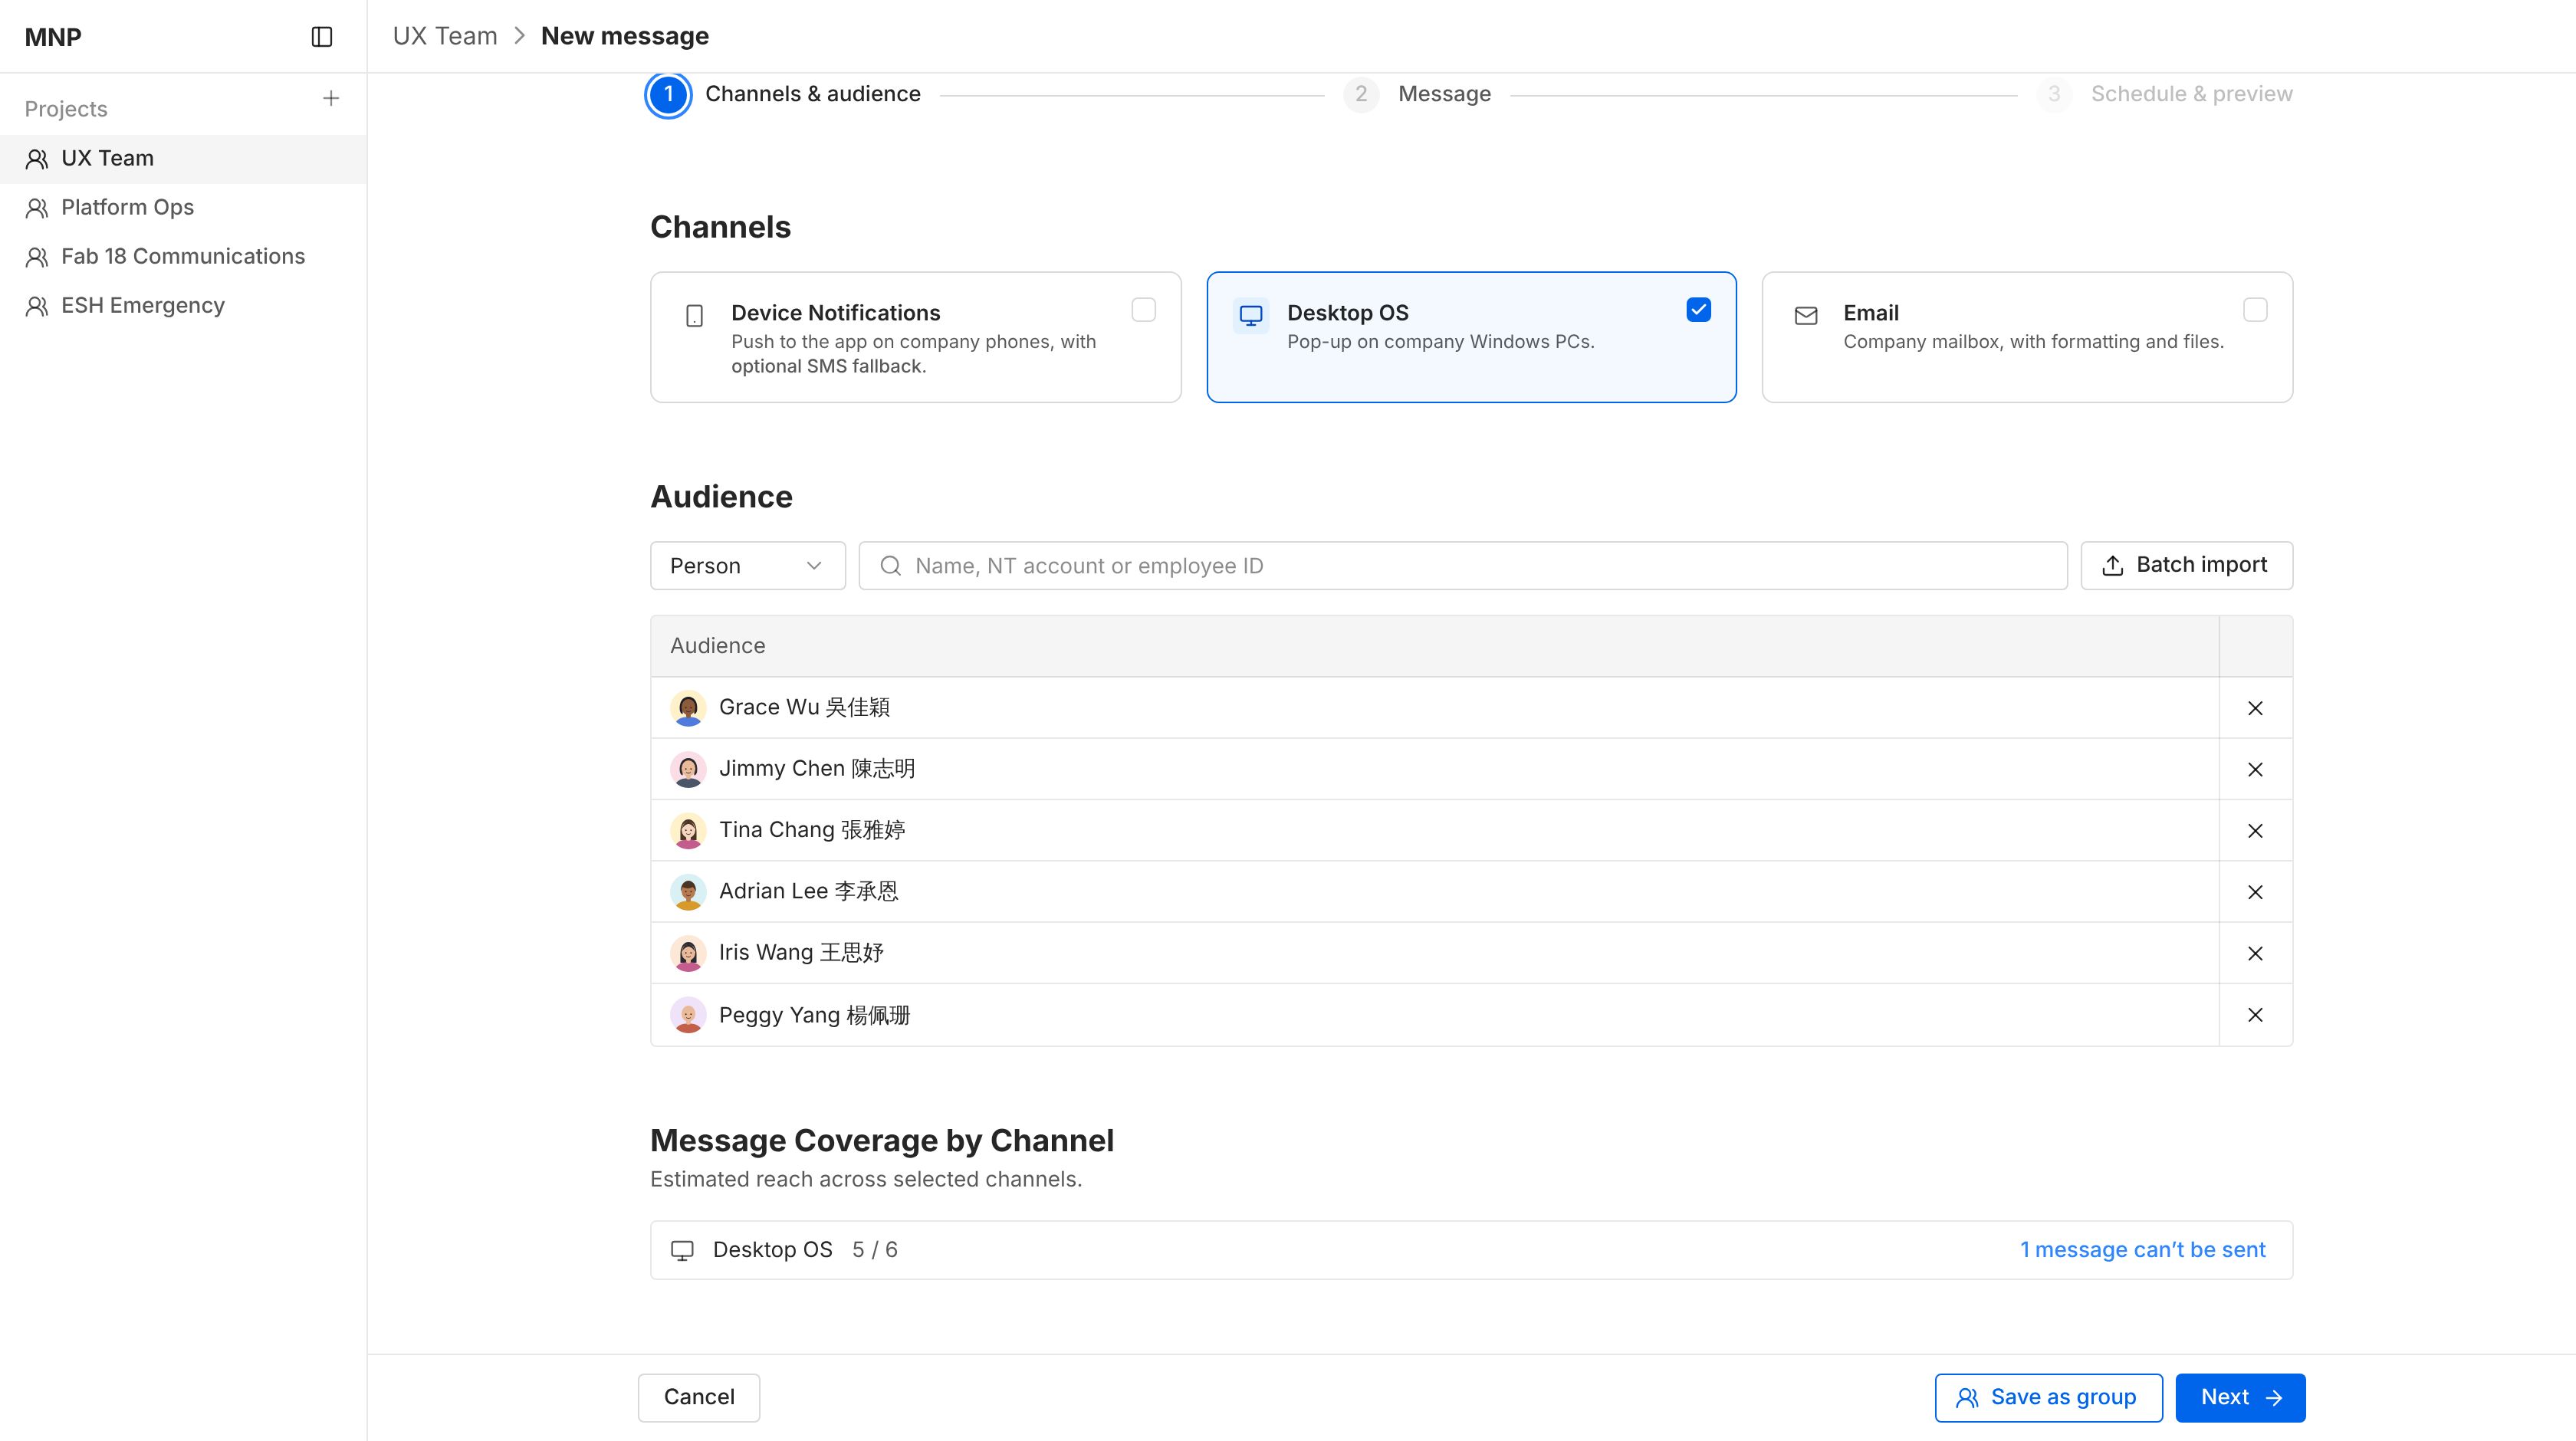 MNP
Projects
UX Team
Platform Ops
Fab 18 Communications
ESH Emergency
UX Team > New message
1 Channels & audience
2 Message
3 Schedule & preview
Channels
Device Notifications
Push to the app on company phones, with
optional SMS fallback.
Desktop OS
Pop-up on company Windows PCs.
Email
Company mailbox, with formatting and files.
Audience
Person
Name, NT account or employee ID
Batch import
Audience
Grace Wu 吳佳穎
Jimmy Chen 陳志明
Tina Chang 張雅婷
Adrian Lee 李承恩
Iris Wang 王思妤
Peggy Yang 楊佩珊
Message Coverage by Channel
Estimated reach across selected channels.
Desktop OS 5 / 6
1 message can’t be sent
Cancel
Save as group
Next